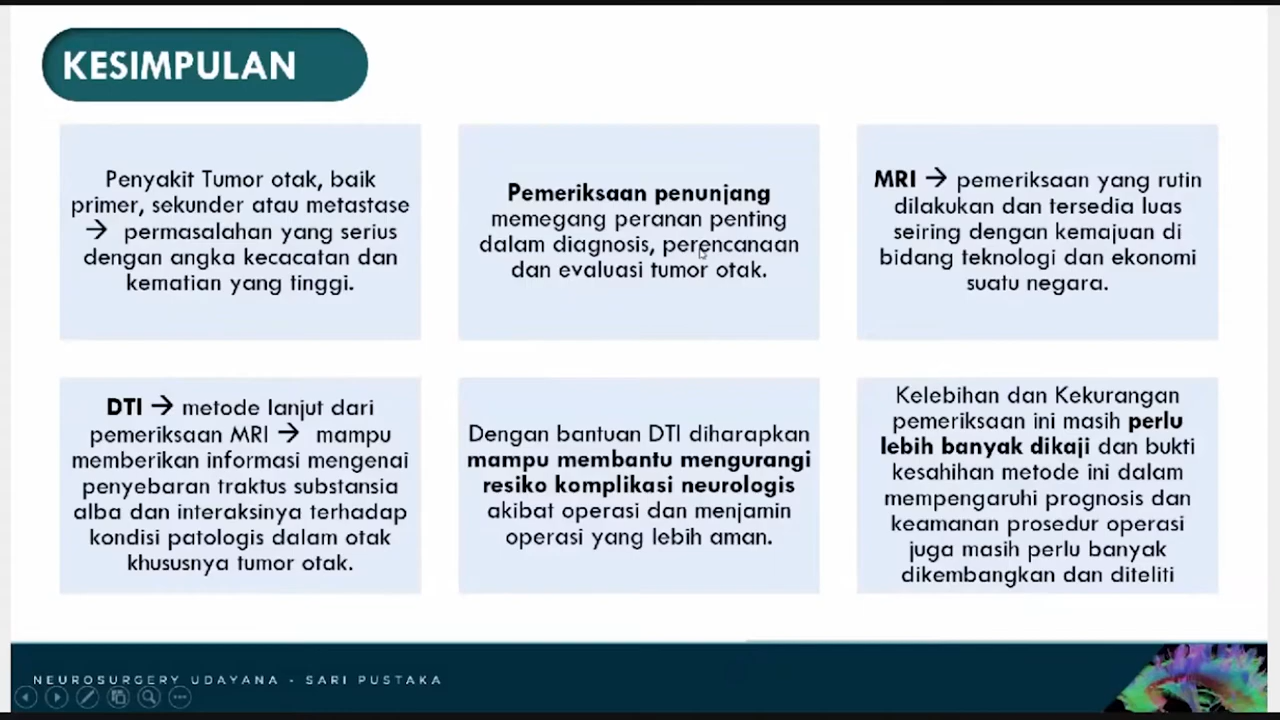 KESIMPULAN
Penyakit Tumor otak, baik
primer, sekunder atau metastase
→ permasalahan yang serius
dengan angka kecacatan dan
kematian yang tinggi.
Pemeriksaan penunjang
memegang peranan penting
dalam diagnosis, perencanaan
dan evaluasi tumor otak.
MRI → pemeriksaan yang rutin
dilakukan dan tersedia luas
seiring dengan kemajuan di
bidang teknologi dan ekonomi
suatu negara.
DTI → metode lanjut dari
pemeriksaan MRI → mampu
memberikan informasi mengenai
penyebaran traktus substansia
alba dan interaksinya terhadap
kondisi patologis dalam otak
khususnya tumor otak.
Dengan bantuan DTI diharapkan
mampu membantu mengurangi
resiko komplikasi neurologis
akibat operasi dan menjamin
operasi yang lebih aman.
Kelebihan dan Kekurangan
pemeriksaan ini masih perlu
lebih banyak dikaji dan bukti
kesahihan metode ini dalam
mempengaruhi prognosis dan
keamanan prosedur operasi
juga masih perlu banyak
dikembangkan dan diteliti
NEUROSURGERY UDAYANA - SARI PUSTAKA